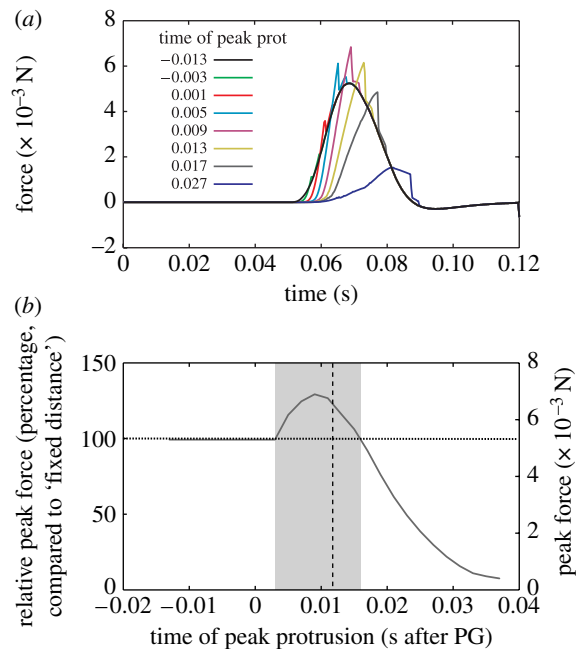 (a)
8
6
4
2
0
−2
force (× 10⁻³ N)
time of peak prot
−0.013
−0.003
0.001
0.005
0.009
0.013
0.017
0.027
0 0.02 0.04 0.06 0.08 0.10 0.12
time (s)
(b)
150
100
50
0
relative peak force (percentage,
compared to ‘fixed distance’)
8
6
4
2
0
peak force (× 10⁻³ N)
−0.02 −0.01 0 0.01 0.02 0.03 0.04
time of peak protrusion (s after PG)